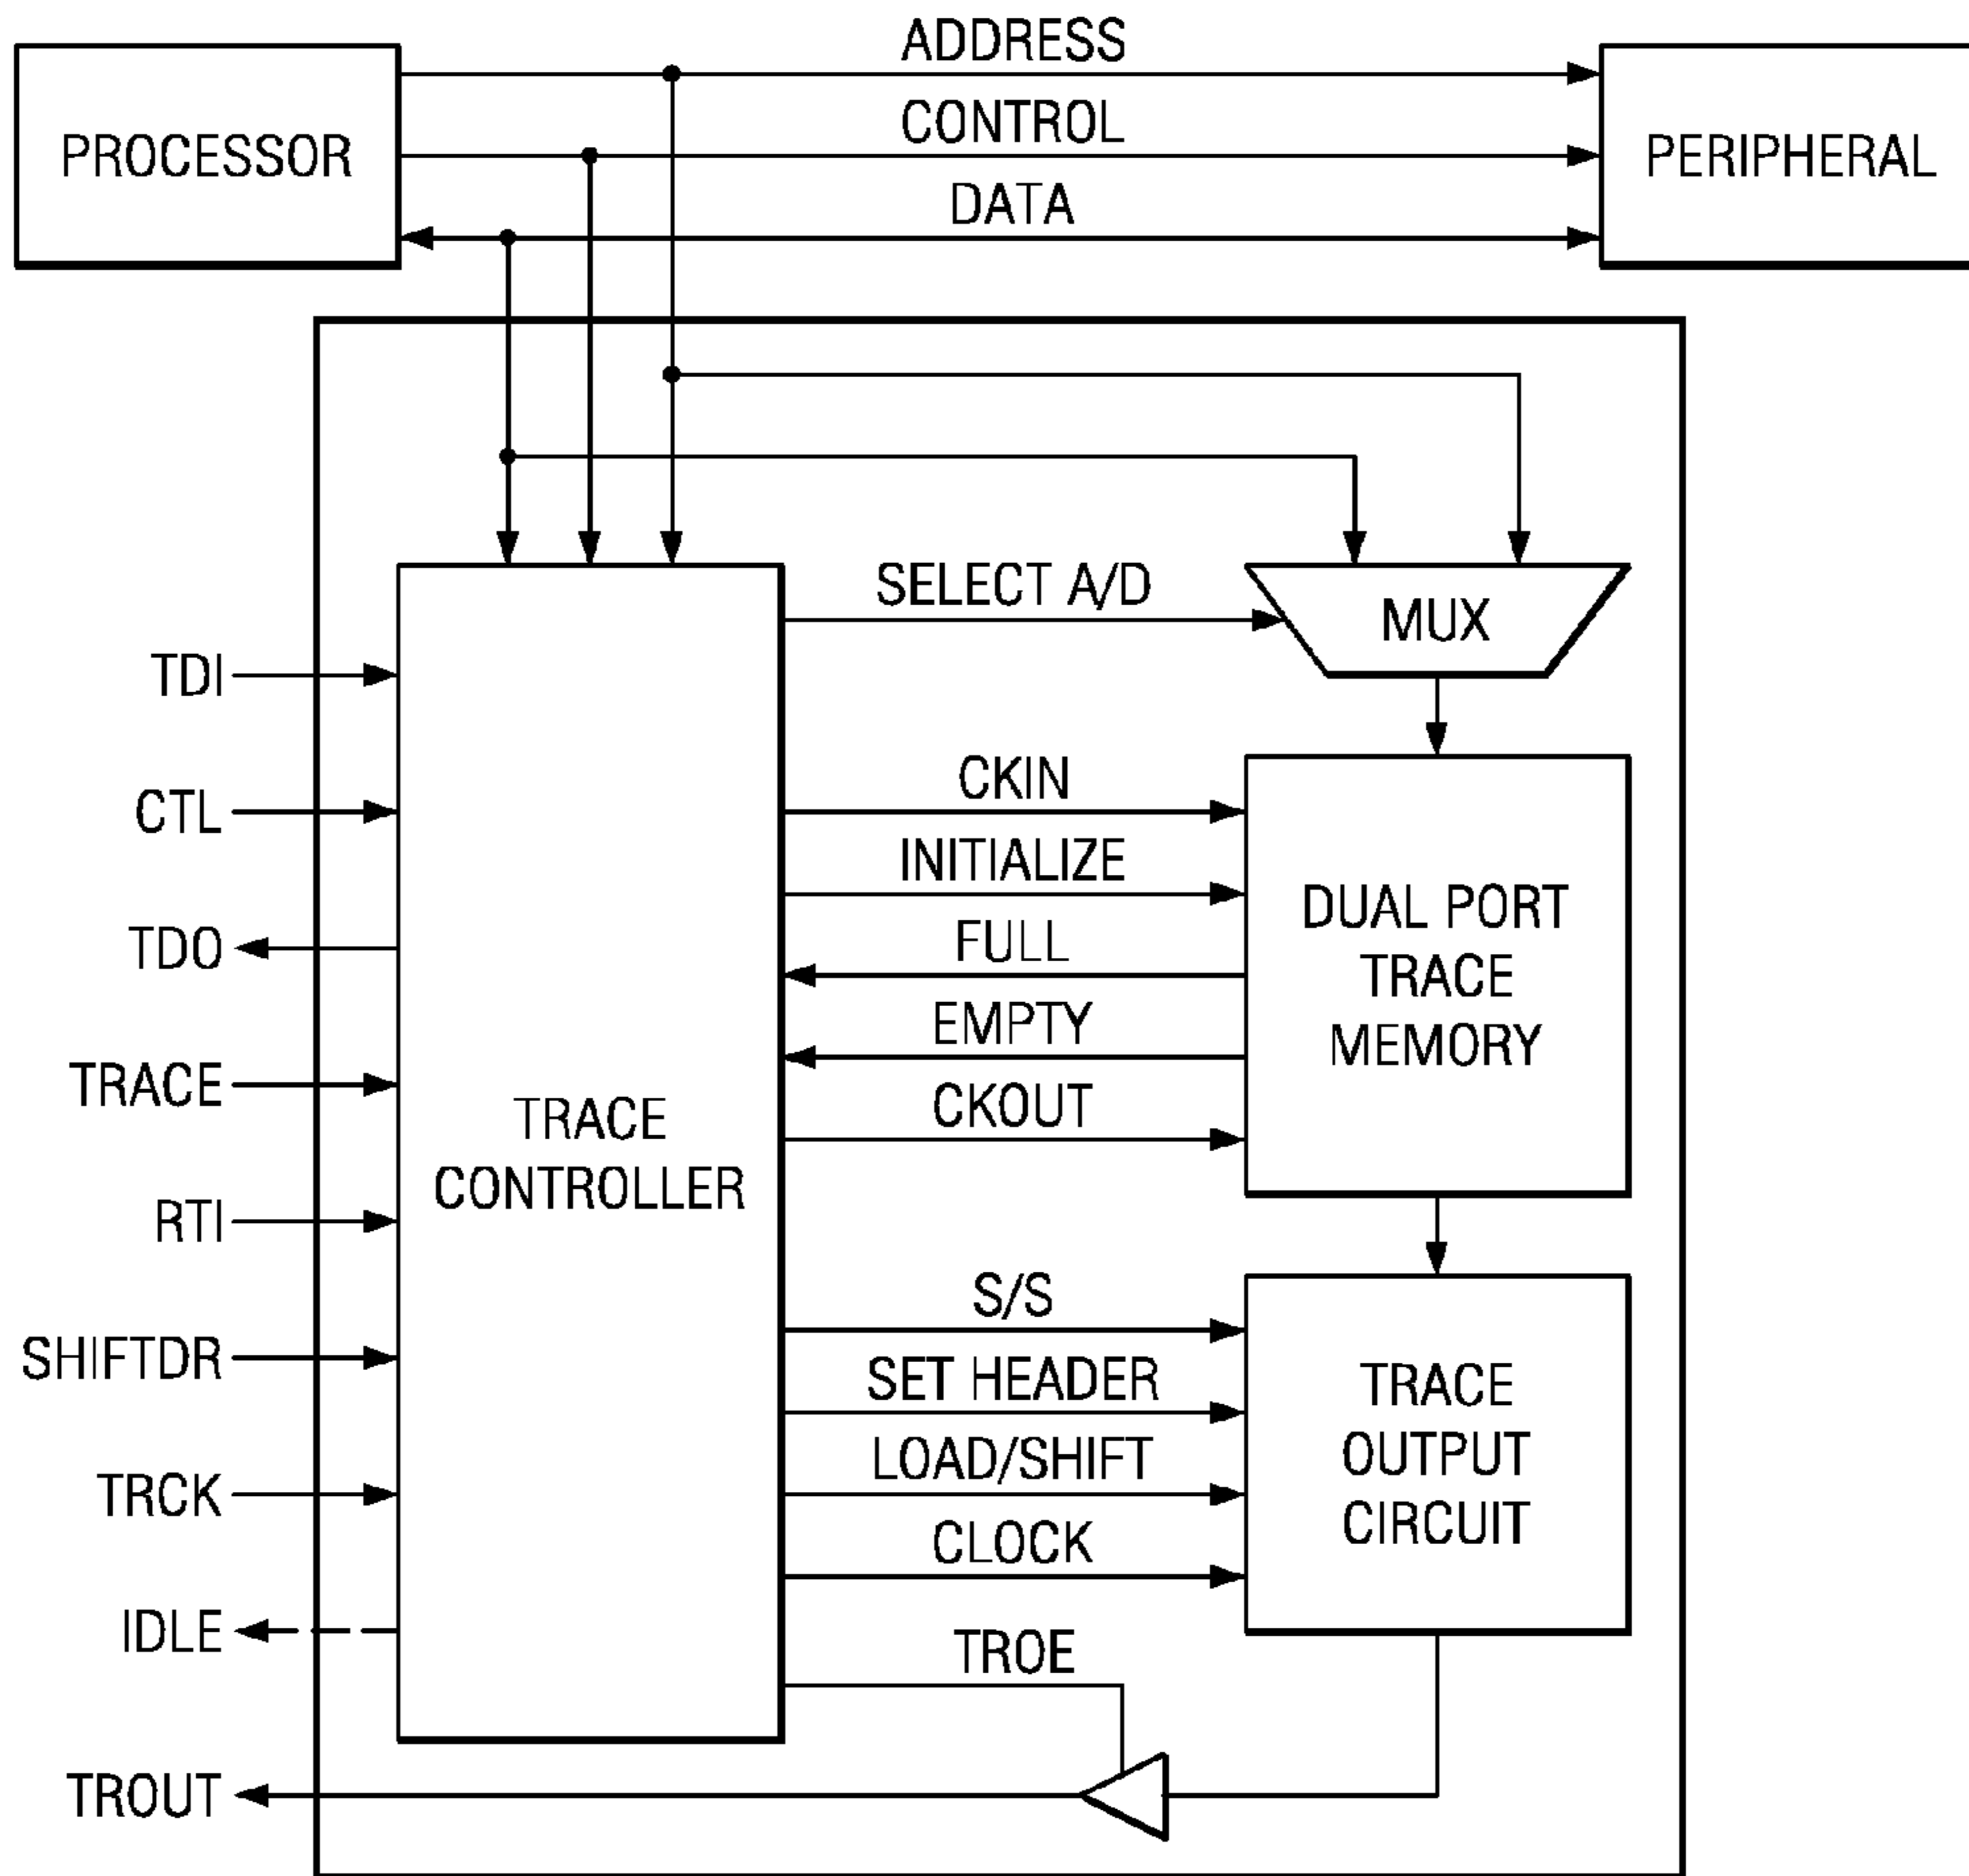 ADDRESS
PROCESSOR
CONTROL
PERIPHERAL
DATA
SELECT A/D
MUX
TDI
CKIN
CTL
INITIALIZE
DUAL PORT
TRACE
MEMORY
FULL
TDO
EMPTY
TRACE
CKOUT
TRACE
CONTROLLER
RTI
S/S
SHIFTDR
SET HEADER
TRACE
OUTPUT
CIRCUIT
LOAD/SHIFT
TRCK
CLOCK
IDLE
TROE
TROUT